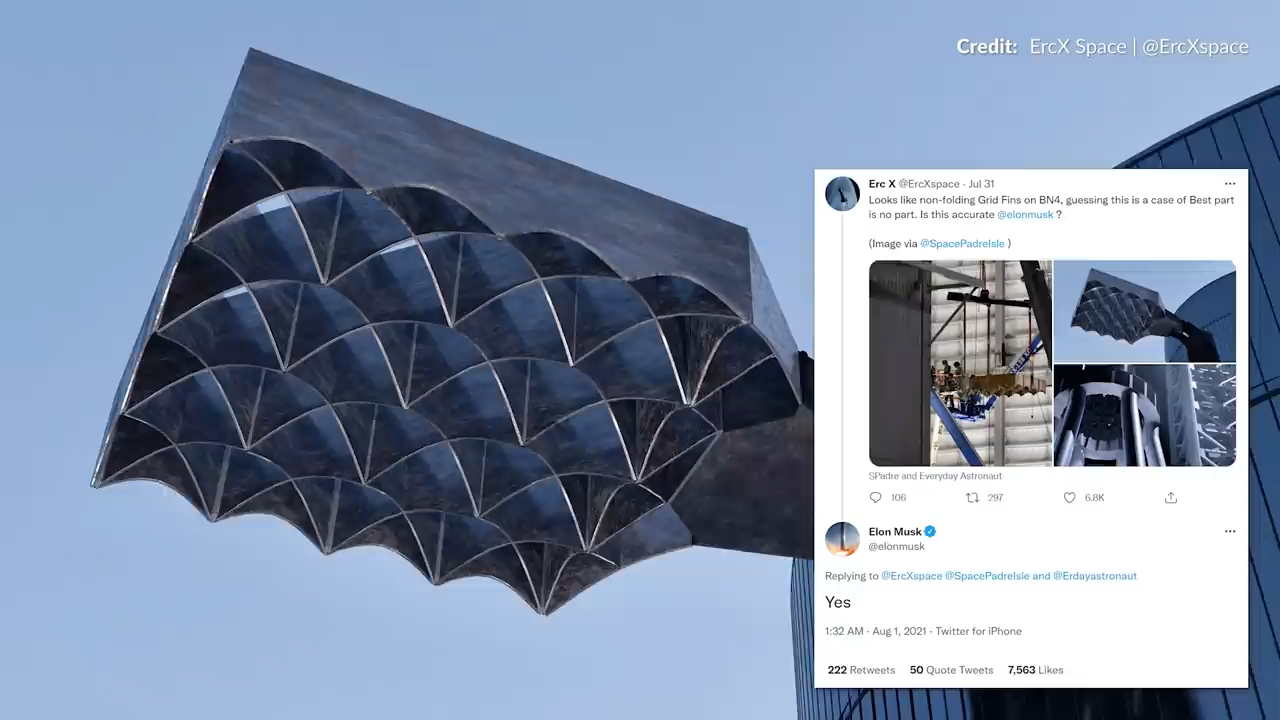 Credit: ErcX Space | @ErcXspace
Erc X @ErcXspace · Jul 31
Looks like non-folding Grid Fins on BN4, guessing this is a case of Best part
is no part. Is this accurate @elonmusk ?
(Image via @SpacePadreIsle )
SPadre and Everyday Astronaut
106 297 6.8K
Elon Musk
@elonmusk
Replying to @ErcXspace @SpacePadreIsle and @Erdayastronaut
Yes
1:32 AM · Aug 1, 2021 · Twitter for iPhone
222 Retweets 50 Quote Tweets 7,563 Likes